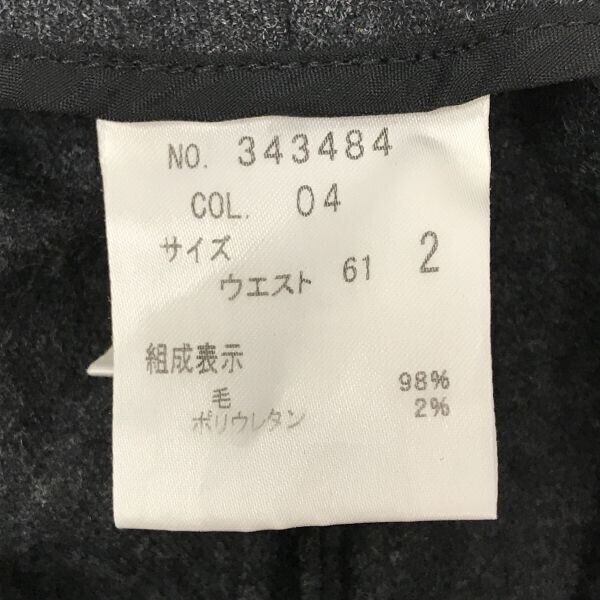 NO. 343484
COL. 04
サイズ 2
ウエスト 61
組成表示
毛 98%
ポリウレタン 2%